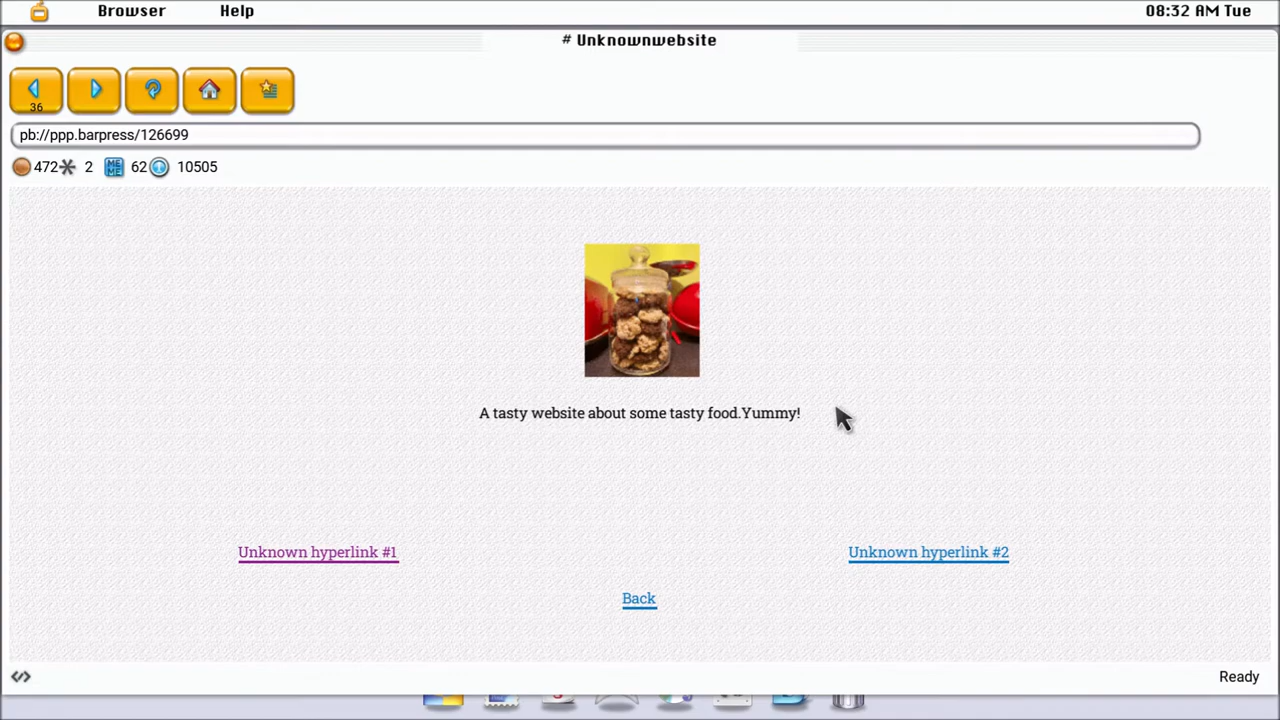 Browser Help 08:32 AM Tue
# Unknownwebsite
36
pb://ppp.barpress/126699
472 2 MEME 62 10505
A tasty website about some tasty food.Yummy!
Unknown hyperlink #1 Unknown hyperlink #2
Back
Ready